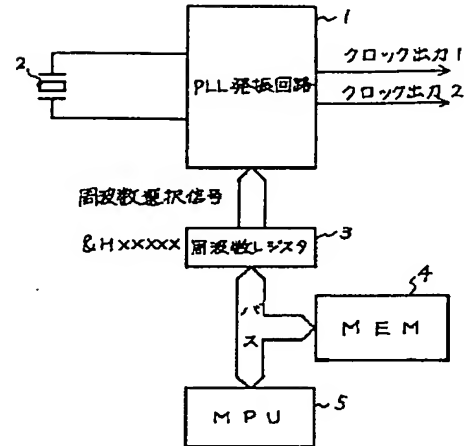 1
2
PLL発振回路
クロック出力1
クロック出力2
周波数選択信号
&H×××××
周波数レジスタ
3
4
バス
MEM
MPU
5